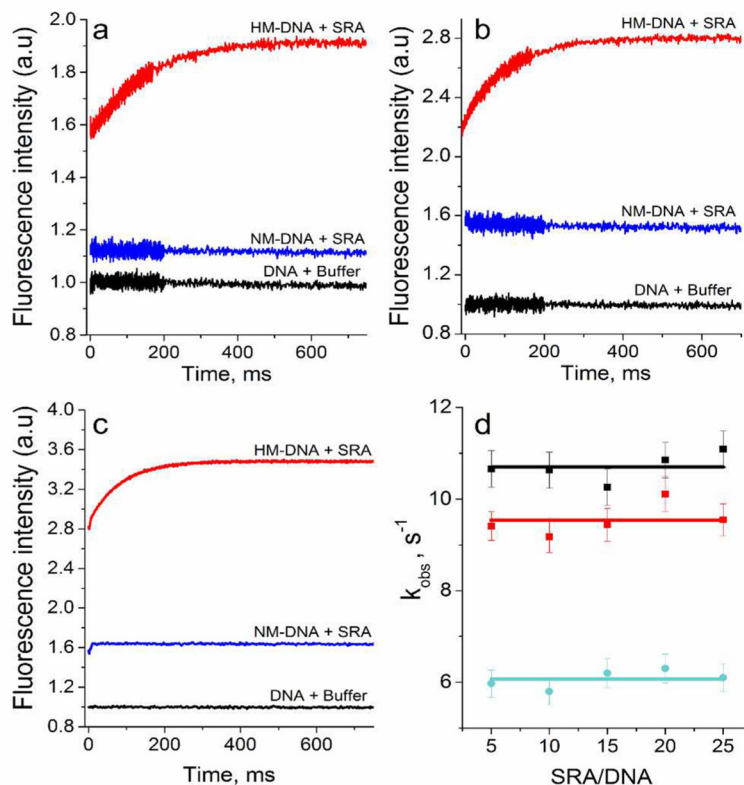 a
Fluorescence intensity (a.u)
2.0
1.8
1.6
1.4
1.2
1.0
0.8
HM-DNA + SRA
NM-DNA + SRA
DNA + Buffer
0 200 400 600
Time, ms
b
Fluorescence intensity (a.u)
2.8
2.4
2.0
1.6
1.2
0.8
HM-DNA + SRA
NM-DNA + SRA
DNA + Buffer
0 200 400 600
Time, ms
c
Fluorescence intensity (a.u)
4.0
3.6
3.2
2.8
2.4
2.0
1.6
1.2
0.8
HM-DNA + SRA
NM-DNA + SRA
DNA + Buffer
0 200 400 600
Time, ms
d
kobs , s-1
12
10
8
6
5 10 15 20 25
SRA/DNA